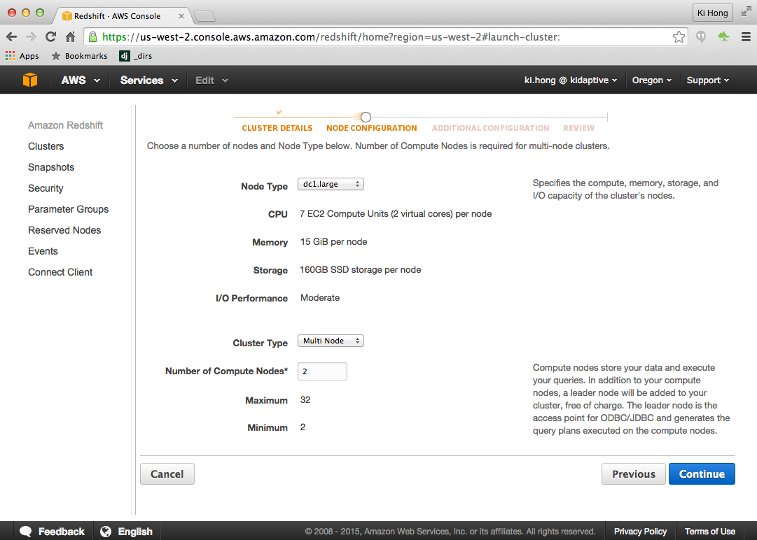 Redshift · AWS Console
Ki Hong
https://us-west-2.console.aws.amazon.com/redshift/home?region=us-west-2#launch-cluster:
Apps Bookmarks dj _dirs
AWS Services Edit ki.hong @ kidaptive Oregon Support
Amazon Redshift
Clusters
Snapshots
Security
Parameter Groups
Reserved Nodes
Events
Connect Client
CLUSTER DETAILS NODE CONFIGURATION ADDITIONAL CONFIGURATION REVIEW
Choose a number of nodes and Node Type below. Number of Compute Nodes is required for multi-node clusters.
Node Type dc1.large
Specifies the compute, memory, storage, and
I/O capacity of the cluster's nodes.
CPU 7 EC2 Compute Units (2 virtual cores) per node
Memory 15 GiB per node
Storage 160GB SSD storage per node
I/O Performance Moderate
Cluster Type Multi Node
Number of Compute Nodes* 2
Compute nodes store your data and execute
your queries. In addition to your compute
nodes, a leader node will be added to your
cluster, free of charge. The leader node is the
access point for ODBC/JDBC and generates the
query plans executed on the compute nodes.
Maximum 32
Minimum 2
Cancel Previous Continue
Feedback English © 2008 - 2015, Amazon Web Services, Inc. or its affiliates. All rights reserved. Privacy Policy Terms of Use